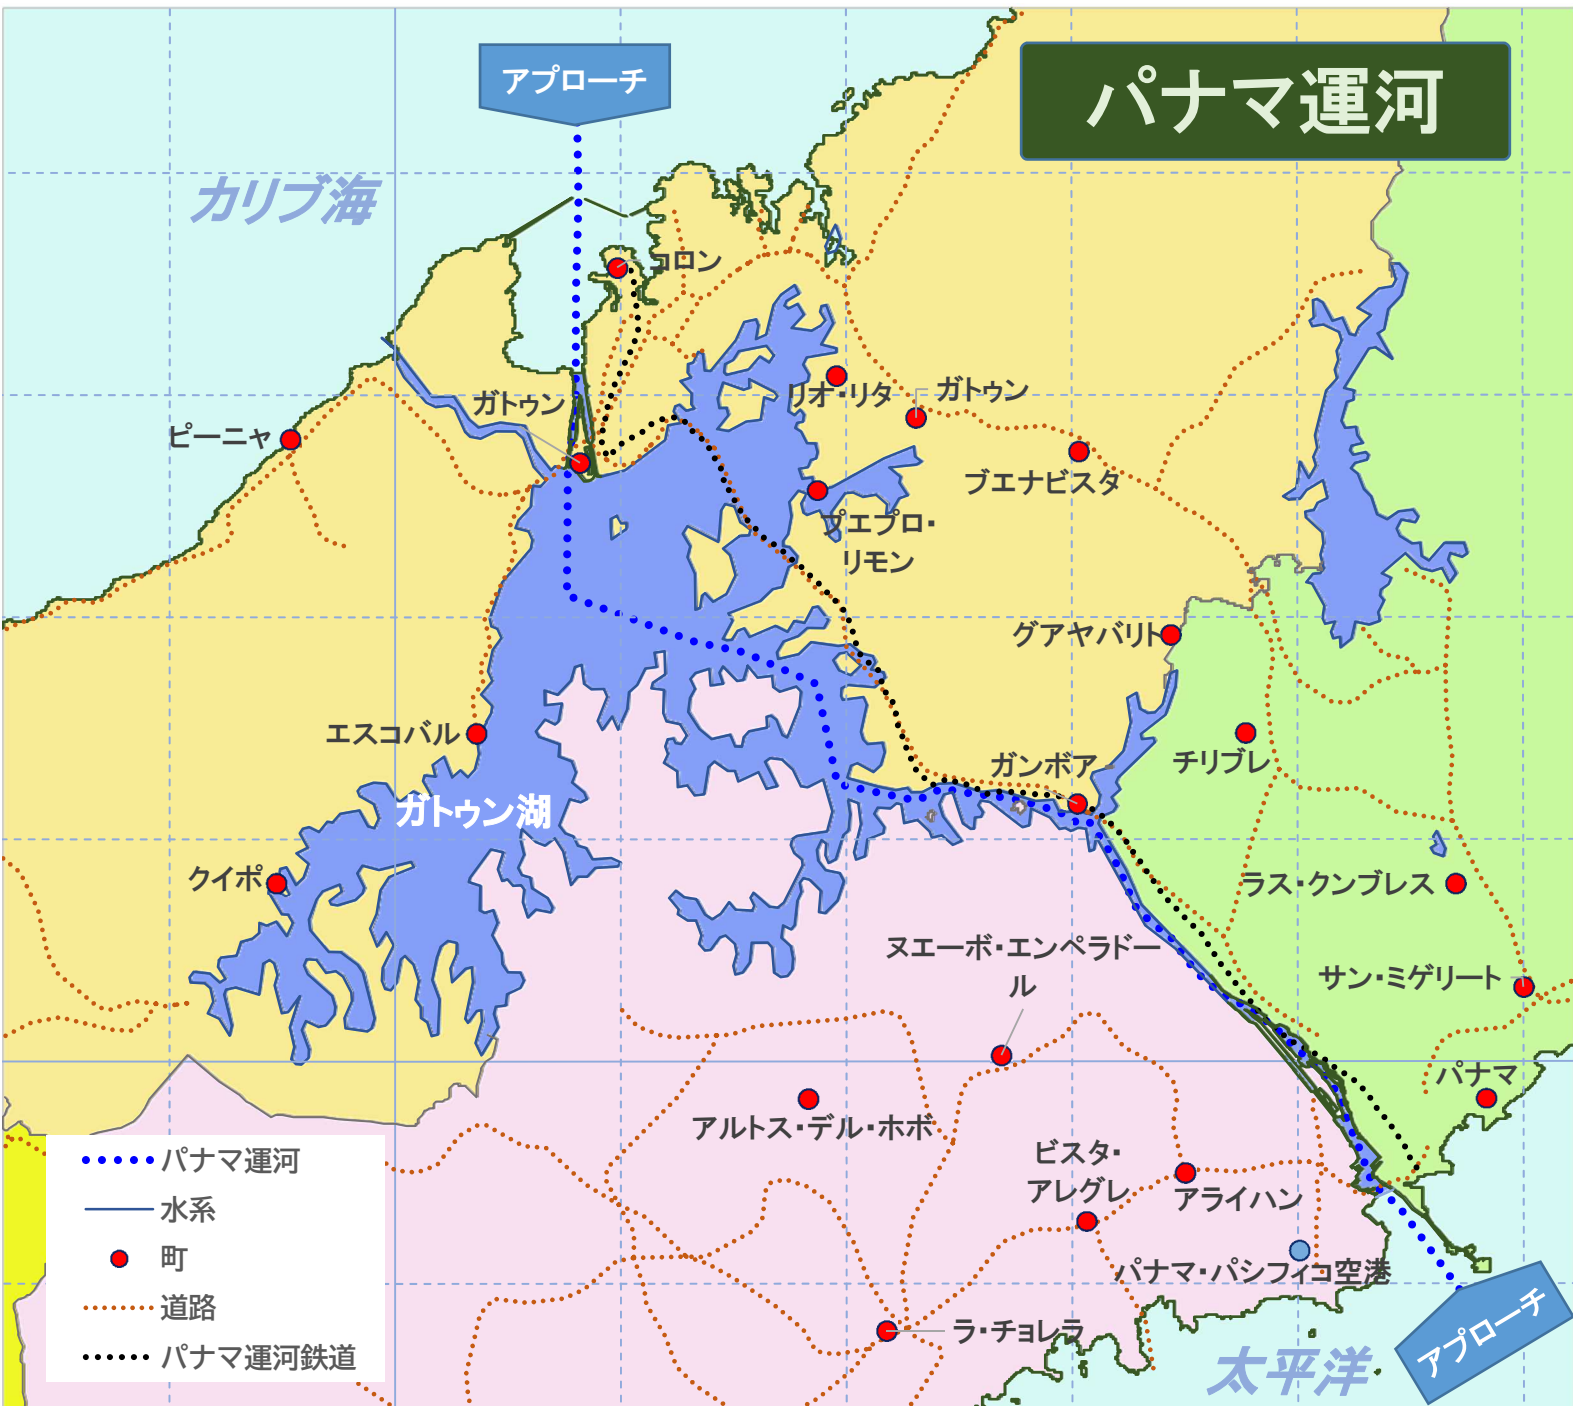 アプローチ
パナマ運河
カリブ海
コロン
ガトゥン
リオ・リタ
ガトゥン
ピーニャ
ブエナビスタ
プエプロ・
リモン
グアヤバリト
エスコバル
ガンボア
チリブレ
ガトゥン湖
クイポ
ラス・クンブレス
ヌエーボ・エンペラドー
ル
サン・ミゲリート
パナマ
アルトス・デル・ホボ
ビスタ・
アレグレ
アライハン
パナマ・パシフィコ空港
ラ・チョレラ
太平洋
アプローチ
パナマ運河
水系
町
道路
パナマ運河鉄道